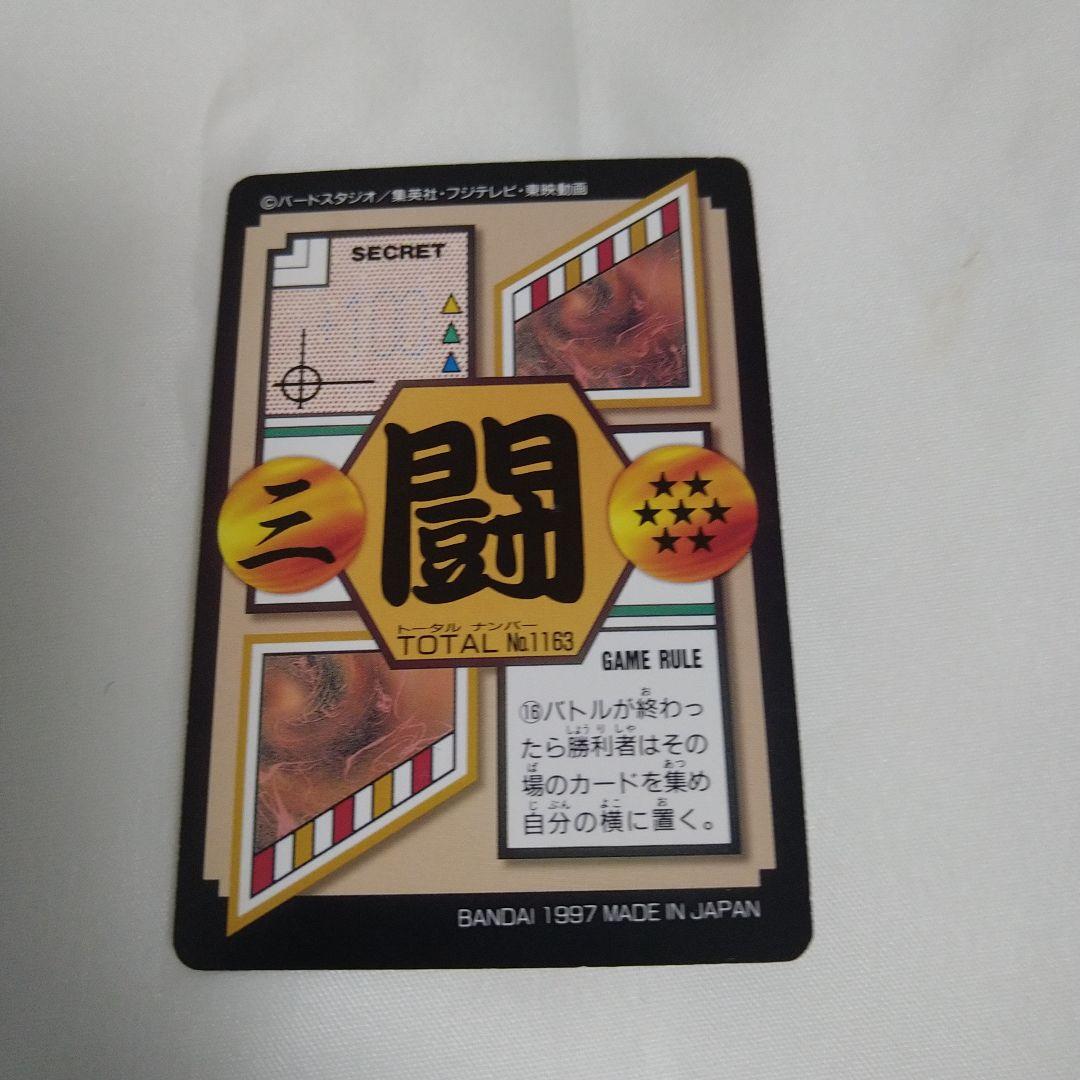 ©バードスタジオ/集英社・フジテレビ・東映動画
SECRET
三
闘
トータル ナンバー
TOTAL No.1163
GAME RULE
⑯バトルが終わっ
たら勝利者はその
場のカードを集め
自分の横に置く。
BANDAI 1997 MADE IN JAPAN